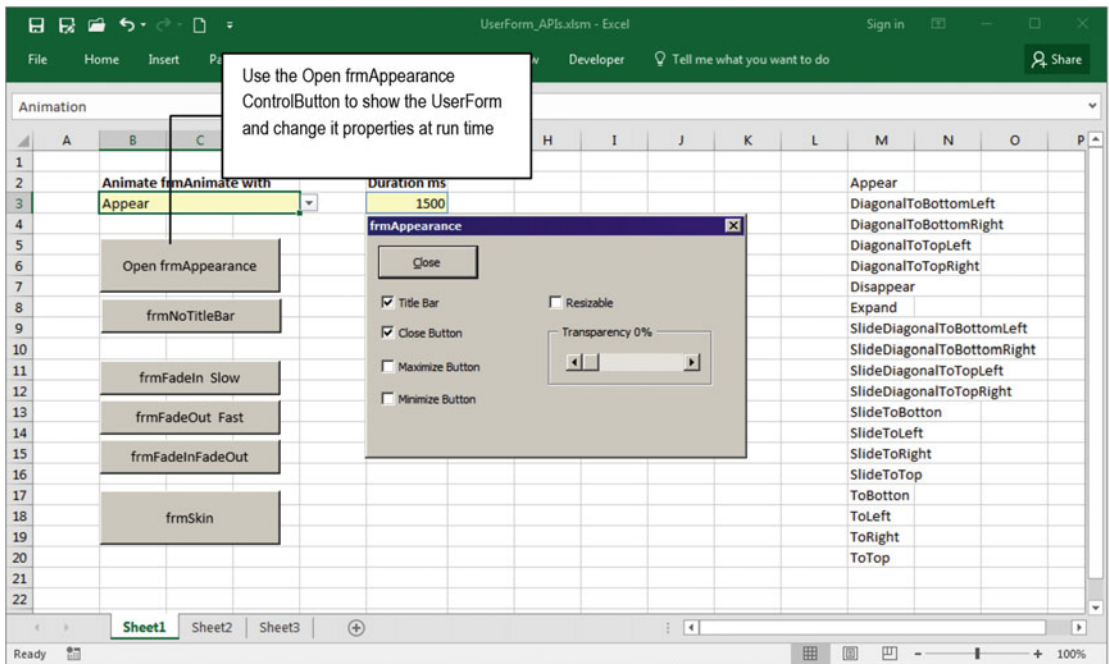 UserForm_APIs.xlsm - Excel
Sign in
File Home Insert Pa w Developer Tell me what you want to do Share
Use the Open frmAppearance
ControlButton to show the UserForm
and change it properties at run time
Animation
A B C H I J K L M N O P
1
2 Animate frmAnimate with Duration ms Appear
3 Appear 1500 DiagonalToBottomLeft
4 DiagonalToBottomRight
5 DiagonalToTopLeft
6 DiagonalToTopRight
7 Disappear
8 Expand
9 SlideDiagonalToBottomLeft
10 SlideDiagonalToBottomRight
11 SlideDiagonalToTopLeft
12 SlideDiagonalToTopRight
13 SlideToBotton
14 SlideToLeft
15 SlideToRight
16 SlideToTop
17 ToBotton
18 ToLeft
19 ToRight
20 ToTop
21
22
Open frmAppearance
frmNoTitleBar
frmFadeIn Slow
frmFadeOut Fast
frmFadeInFadeOut
frmSkin
frmAppearance
Close
Title Bar
Resizable
Close Button
Transparency 0%
Maximize Button
Minimize Button
Sheet1 Sheet2 Sheet3
Ready
100%